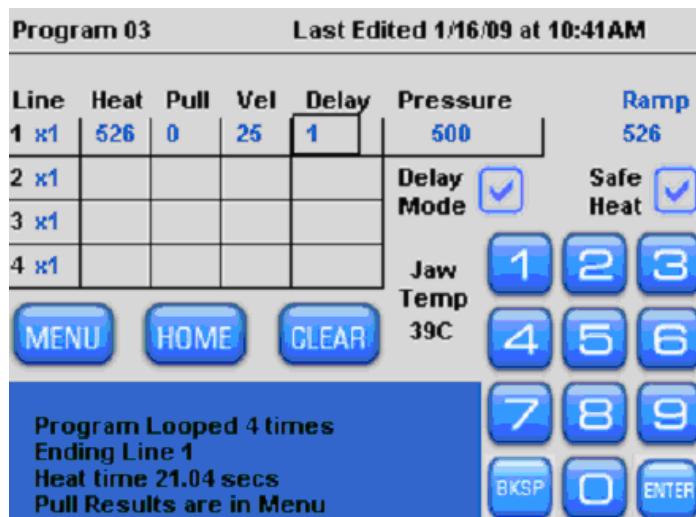 Program 03 Last Edited 1/16/09 at 10:41AM
Line Heat Pull Vel Delay Pressure Ramp
1 x1 526 0 25 1 500 526
2 x1
Delay Mode
Safe Heat
3 x1
4 x1
Jaw
Temp
39C
1 2 3
MENU HOME CLEAR
4 5 6
7 8 9
BKSP 0 ENTER
Program Looped 4 times
Ending Line 1
Heat time 21.04 secs
Pull Results are in Menu